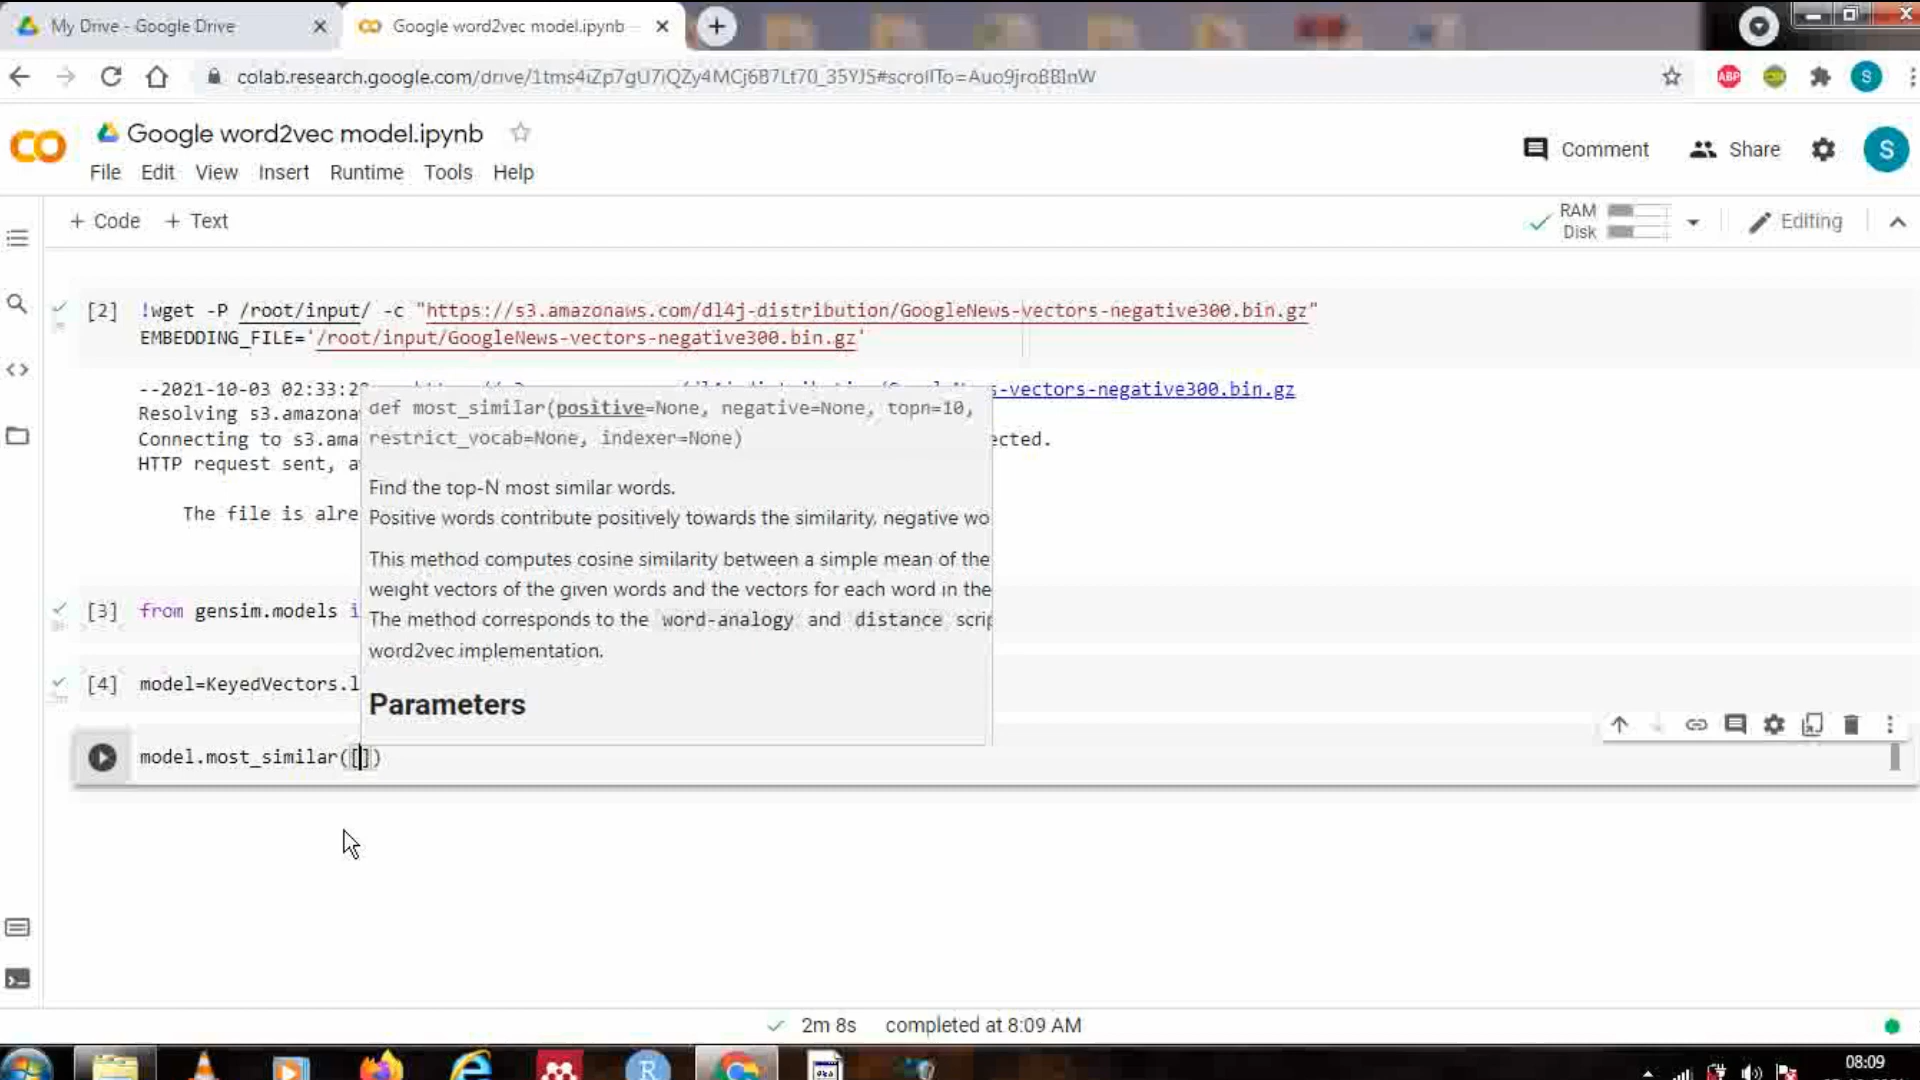 My Drive - Google Drive
Google word2vec model.ipynb
colab.research.google.com/drive/1tms4iZp7gU7iQZy4MCj6B7Lt70_35YJ5#scrollTo=Auo9jroBBInW
ABP
S
Google word2vec model.ipynb
Comment
Share
S
File Edit View Insert Runtime Tools Help
+ Code + Text
RAM
Disk
Editing
[2] !wget -P /root/input/ -c "https://s3.amazonaws.com/dl4j-distribution/GoogleNews-vectors-negative300.bin.gz"
EMBEDDING_FILE='/root/input/GoogleNews-vectors-negative300.bin.gz'
--2021-10-03 02:33:2
s-vectors-negative300.bin.gz
Resolving s3.amazona
Connecting to s3.ama
ected.
HTTP request sent, a
The file is alre
def most_similar(positive=None, negative=None, topn=10,
restrict_vocab=None, indexer=None)
Find the top-N most similar words.
Positive words contribute positively towards the similarity, negative wo
This method computes cosine similarity between a simple mean of the
weight vectors of the given words and the vectors for each word in the
The method corresponds to the word-analogy and distance scrip
word2vec implementation.
Parameters
[3] from gensim.models i
[4] model=KeyedVectors.l
model.most_similar([])
2m 8s completed at 8:09 AM
08:09